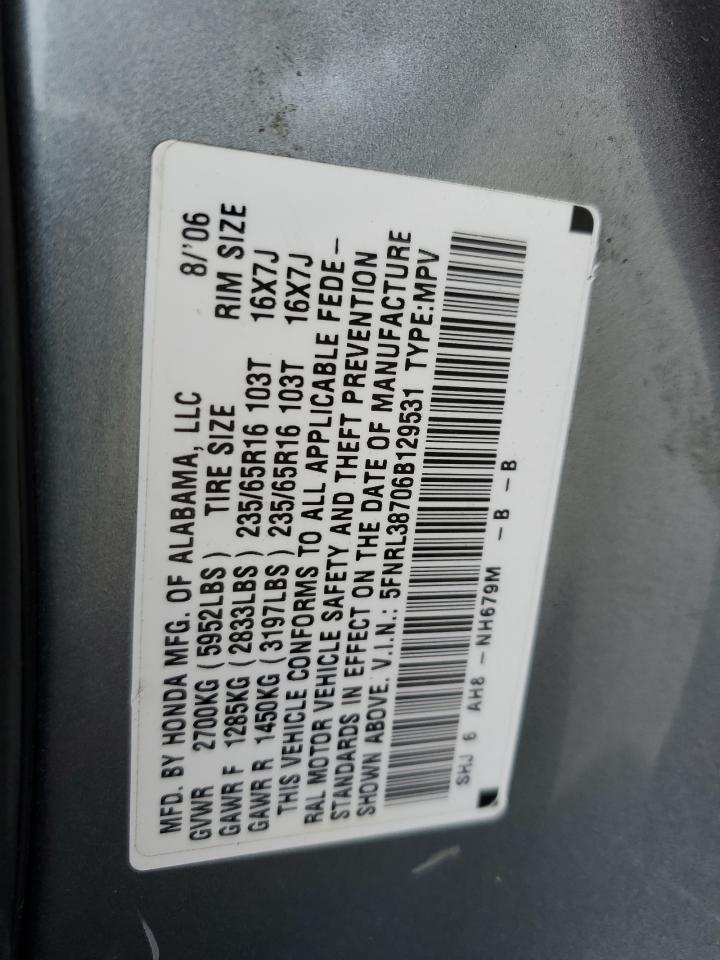 MFD. BY HONDA MFG. OF ALABAMA, LLC 8/'06
GVWR 2700KG (5952LBS) TIRE SIZE RIM SIZE
GAWR F 1285KG (2833LBS) 235/65R16 103T 16X7J
GAWR R 1450KG (3197LBS) 235/65R16 103T 16X7J
THIS VEHICLE CONFORMS TO ALL APPLICABLE FEDE-
RAL MOTOR VEHICLE SAFETY AND THEFT PREVENTION
STANDARDS IN EFFECT ON THE DATE OF MANUFACTURE
SHOWN ABOVE. V.I.N.: 5FNRL38706B129531 TYPE:MPV
SHJ 6 AH8 - NH679M - B - B